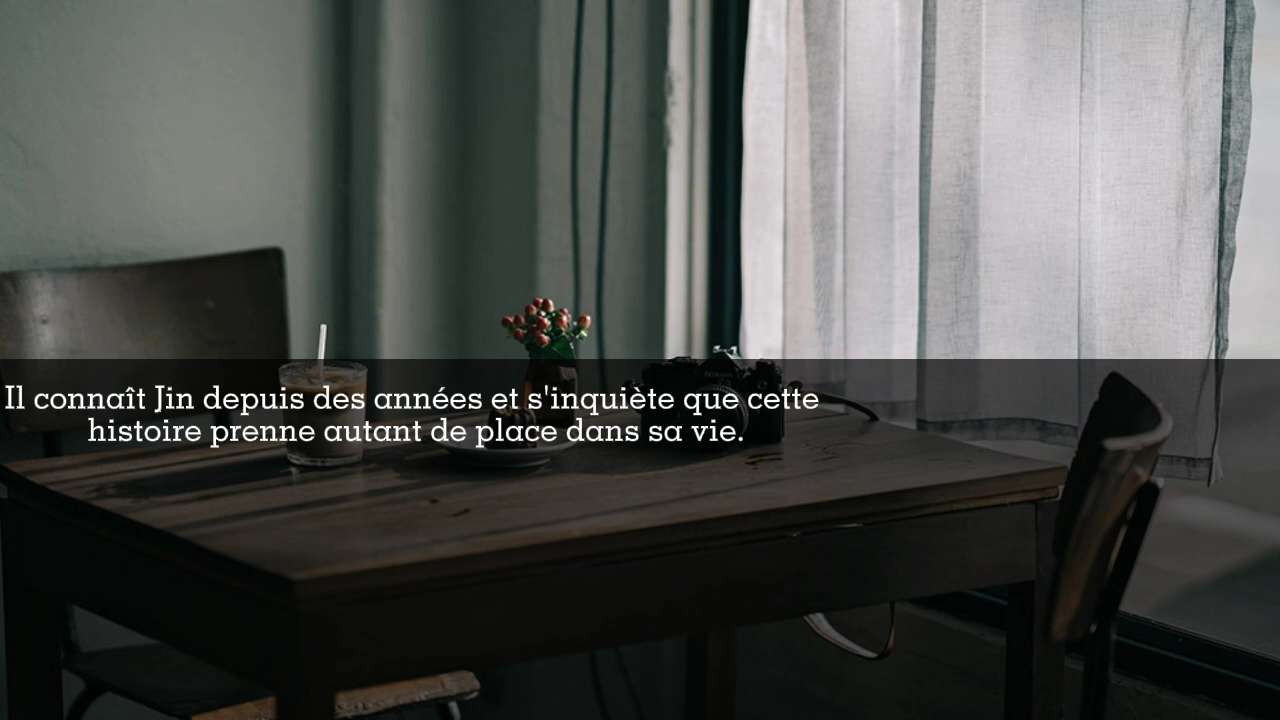 Il connaît Jin depuis des années et s'inquiète que cette
histoire prenne autant de place dans sa vie.